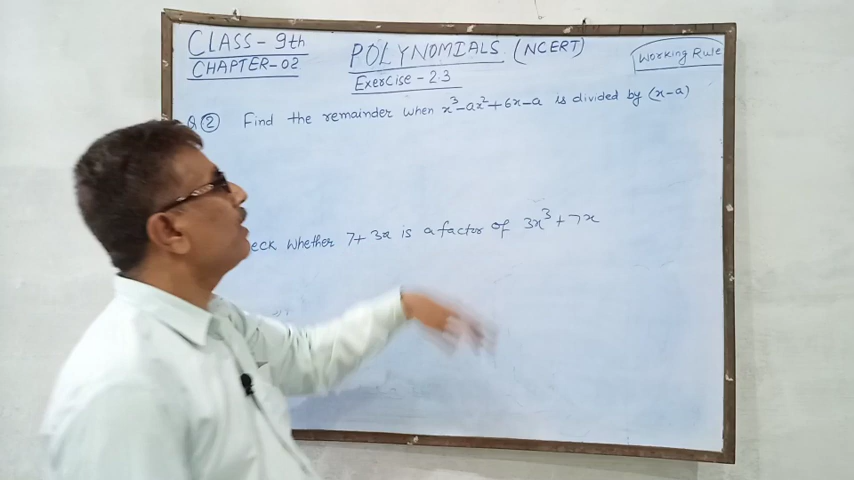 CLASS - 9th
CHAPTER-02
POLYNOMIALS (NCERT)
Exercise - 2.3
Working Rule
Q ② Find the remainder when x³-ax²+6x-a is divided by (x-a)
eck whether 7+3x is a factor of 3x³+7x